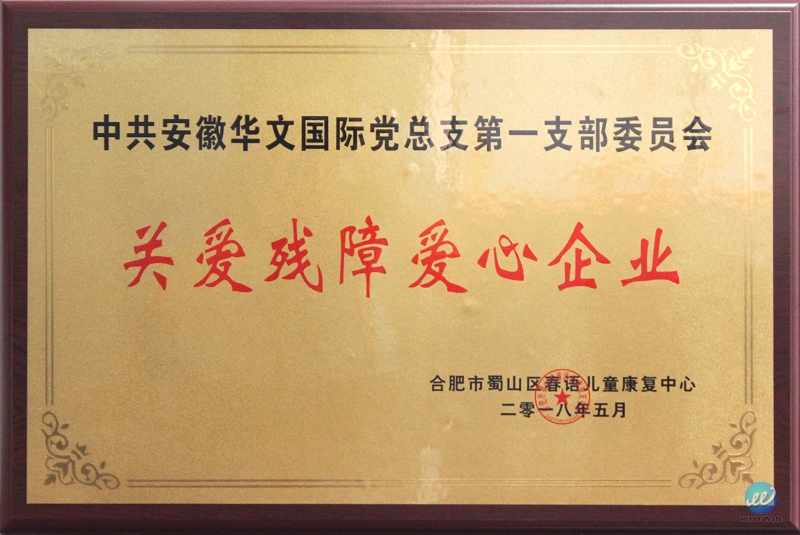 中共安徽华文国际党总支第一支部委员会
关爱残障爱心企业
合肥市蜀山区春语儿童康复中心
二零一八年五月